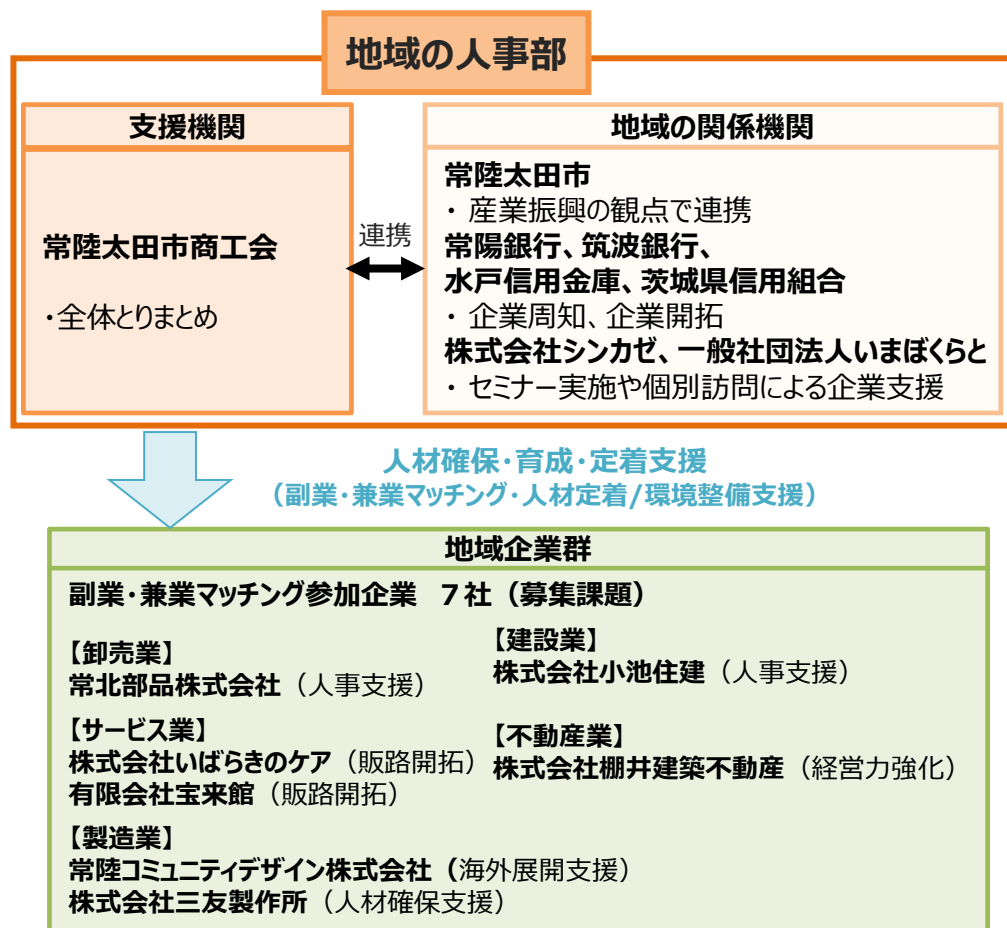 地域の人事部
支援機関
常陸太田市商工会
・全体とりまとめ
連携
地域の関係機関
常陸太田市
・ 産業振興の観点で連携
常陽銀行、筑波銀行、
水戸信用金庫、茨城県信用組合
・ 企業周知、企業開拓
株式会社シンカゼ、一般社団法人いまぼくらと
・ セミナー実施や個別訪問による企業支援
人材確保・育成・定着支援
（副業・兼業マッチング・人材定着/環境整備支援）
地域企業群
副業・兼業マッチング参加企業　７社（募集課題）
【卸売業】
常北部品株式会社（人事支援）
【サービス業】
株式会社いばらきのケア（販路開拓）
有限会社宝来館（販路開拓）
【建設業】
株式会社小池住建（人事支援）
【不動産業】
株式会社棚井建築不動産（経営力強化）
【製造業】
常陸コミュニティデザイン株式会社（海外展開支援）
株式会社三友製作所（人材確保支援）